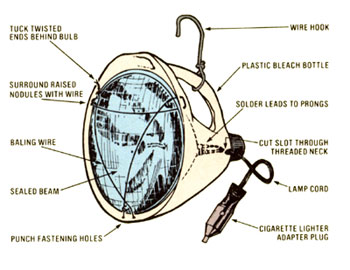 TUCK TWISTED
ENDS BEHIND BULB
SURROUND RAISED
NODULES WITH WIRE
BALING WIRE
SEALED BEAM
PUNCH FASTENING HOLES
WIRE HOOK
PLASTIC BLEACH BOTTLE
SOLDER LEADS TO PRONGS
CUT SLOT THROUGH
THREADED NECK
LAMP CORD
CIGARETTE LIGHTER
ADAPTER PLUG